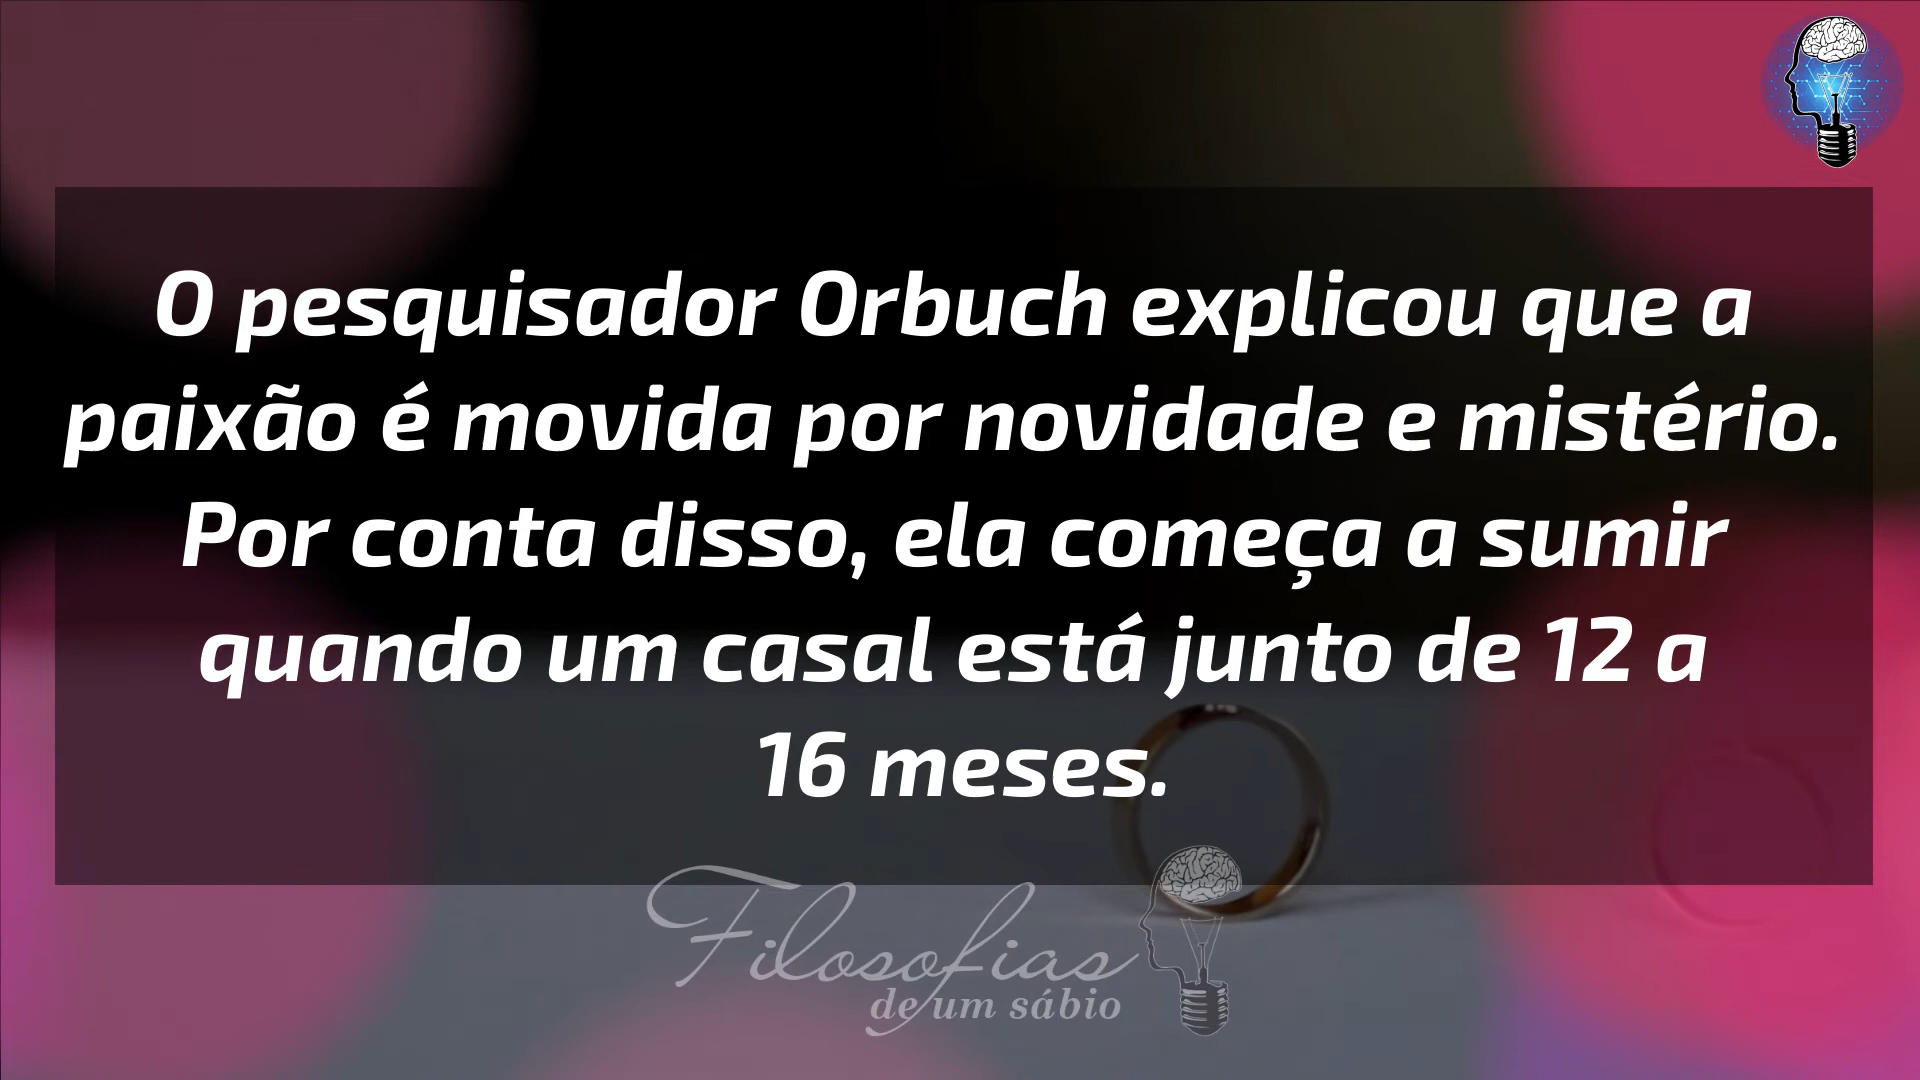 O pesquisador Orbuch explicou que a
paixão é movida por novidade e mistério.
Por conta disso, ela começa a sumir
quando um casal está junto de 12 a
16 meses.
Filosofias
de um sábio